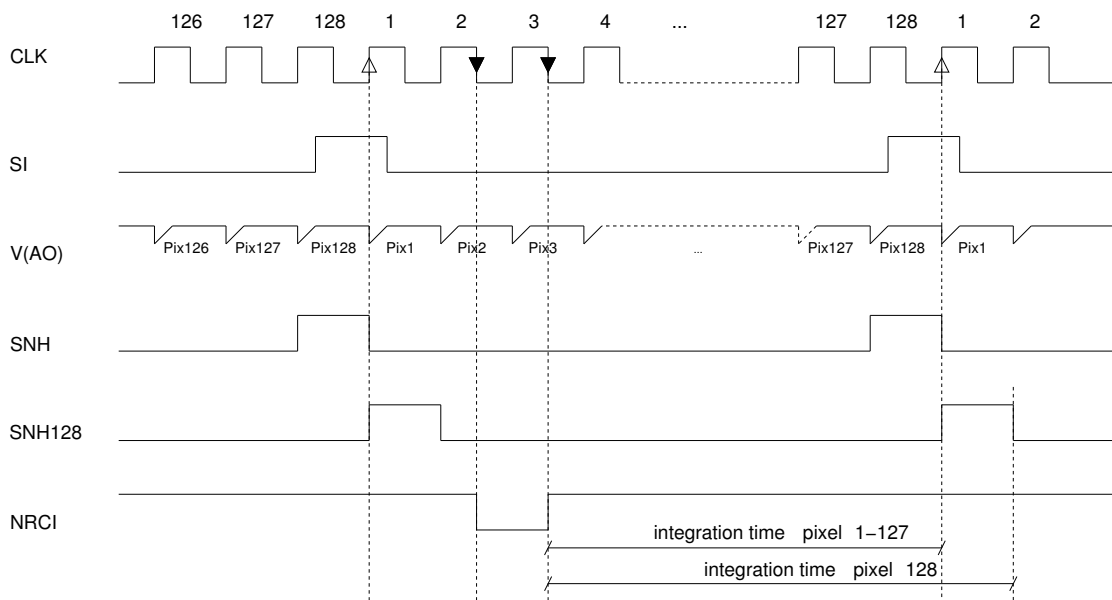 126 127 128 1 2 3 4 ... 127 128 1 2
CLK
SI
V(AO)
Pix126 Pix127 Pix128 Pix1 Pix2 Pix3 ... Pix127 Pix128 Pix1
SNH
SNH128
NRCI
integration time pixel 1−127
integration time pixel 128